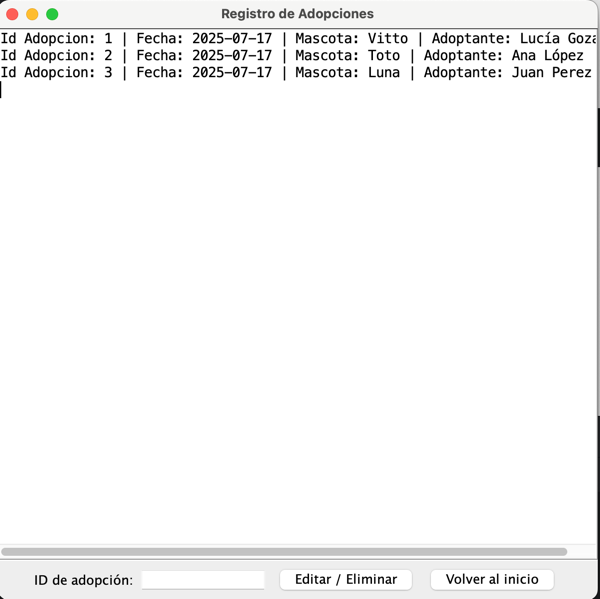 Registro de Adopciones
Id Adopcion: 1 | Fecha: 2025-07-17 | Mascota: Vitto | Adoptante: Lucía Goza
Id Adopcion: 2 | Fecha: 2025-07-17 | Mascota: Toto | Adoptante: Ana López
Id Adopcion: 3 | Fecha: 2025-07-17 | Mascota: Luna | Adoptante: Juan Perez
ID de adopción: Editar / Eliminar Volver al inicio